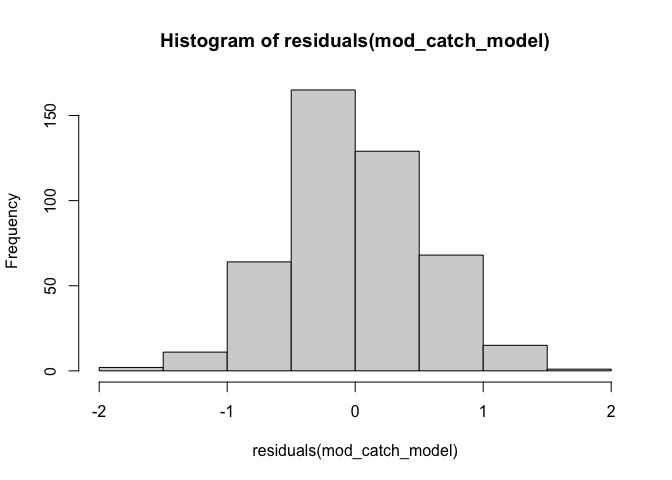 Histogram of residuals(mod_catch_model)
150
100
50
0
Frequency
-2 -1 0 1 2
residuals(mod_catch_model)